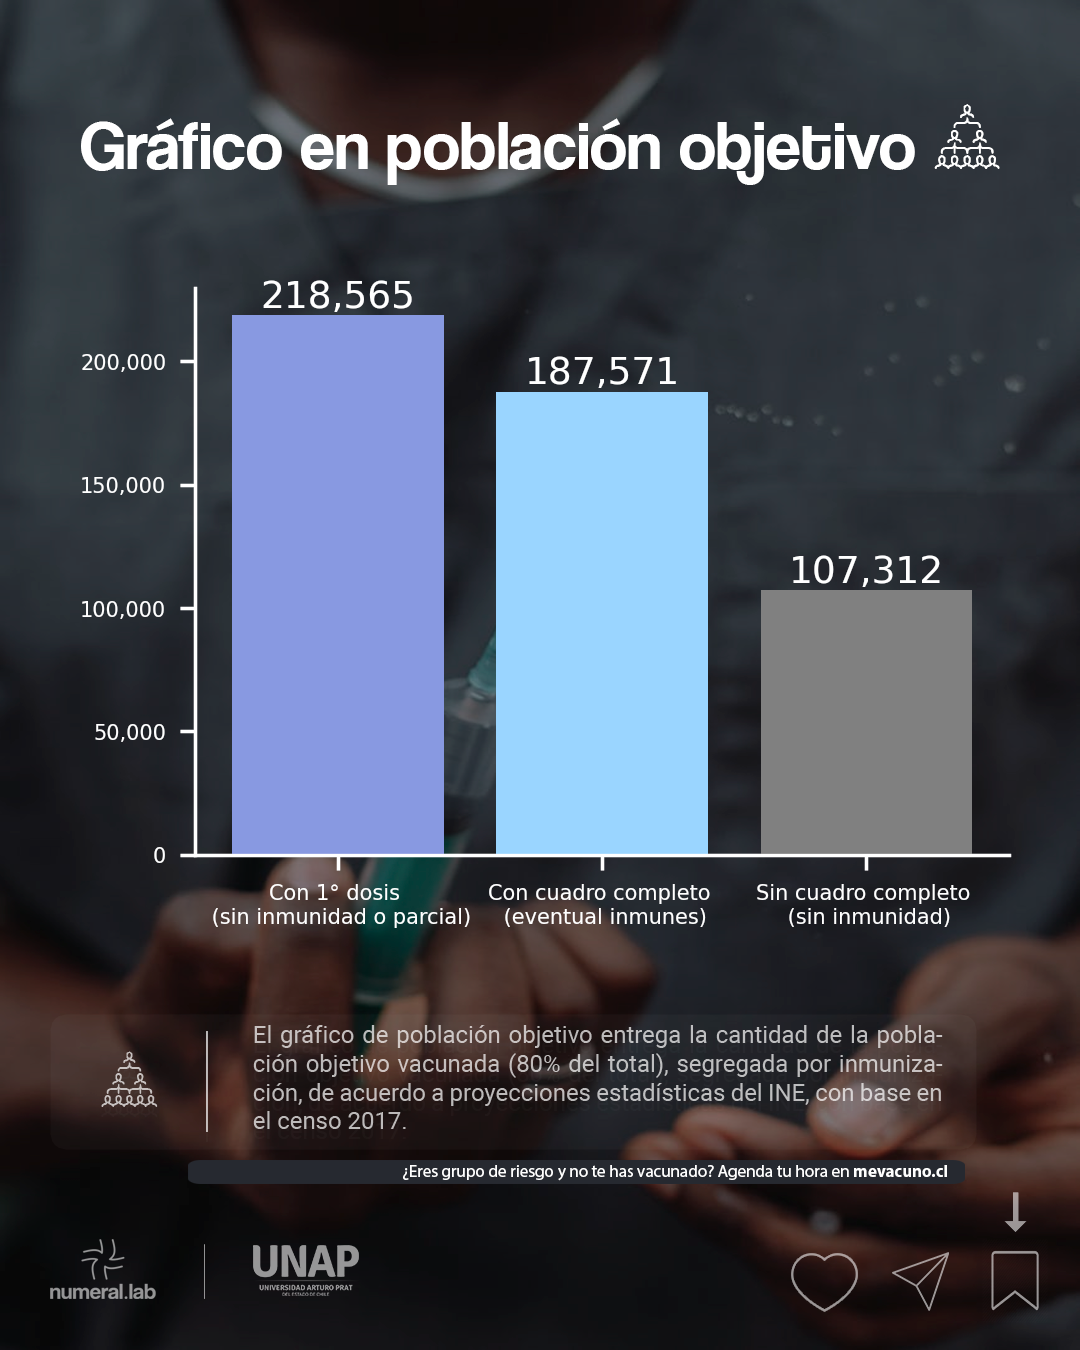 Gráfico en población objetivo
218,565
187,571
107,312
200,000
150,000
100,000
50,000
0
Con 1° dosis
(sin inmunidad o parcial)
Con cuadro completo
(eventual inmunes)
Sin cuadro completo
(sin inmunidad)
El gráfico de población objetivo entrega la cantidad de la pobla-
ción objetivo vacunada (80% del total), segregada por inmuniza-
ción, de acuerdo a proyecciones estadísticas del INE, con base en
el censo 2017.
¿Eres grupo de riesgo y no te has vacunado? Agenda tu hora en mevacuno.cl
numeral.lab
UNAP
UNIVERSIDAD ARTURO PRAT
DEL ESTADO DE CHILE